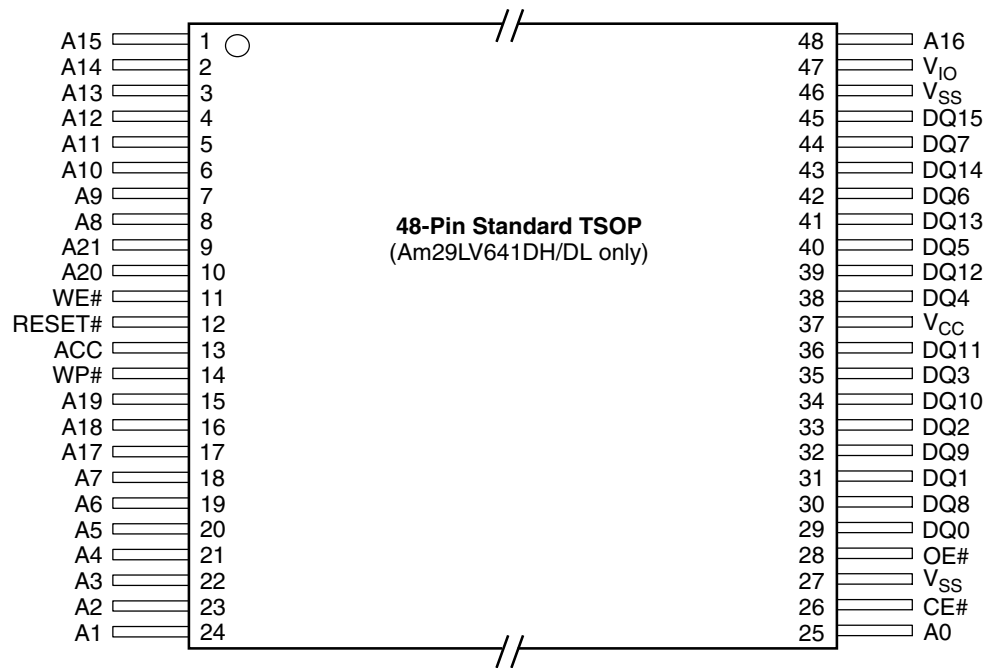 A15 1 48 A16
A14 2 47 VIO
A13 3 46 VSS
A12 4 45 DQ15
A11 5 44 DQ7
A10 6 43 DQ14
A9 7 42 DQ6
A8 8 41 DQ13
48-Pin Standard TSOP
A21 9 40 DQ5
(Am29LV641DH/DL only)
A20 10 39 DQ12
WE# 11 38 DQ4
RESET# 12 37 VCC
ACC 13 36 DQ11
WP# 14 35 DQ3
A19 15 34 DQ10
A18 16 33 DQ2
A17 17 32 DQ9
A7 18 31 DQ1
A6 19 30 DQ8
A5 20 29 DQ0
A4 21 28 OE#
A3 22 27 VSS
A2 23 26 CE#
A1 24 25 A0